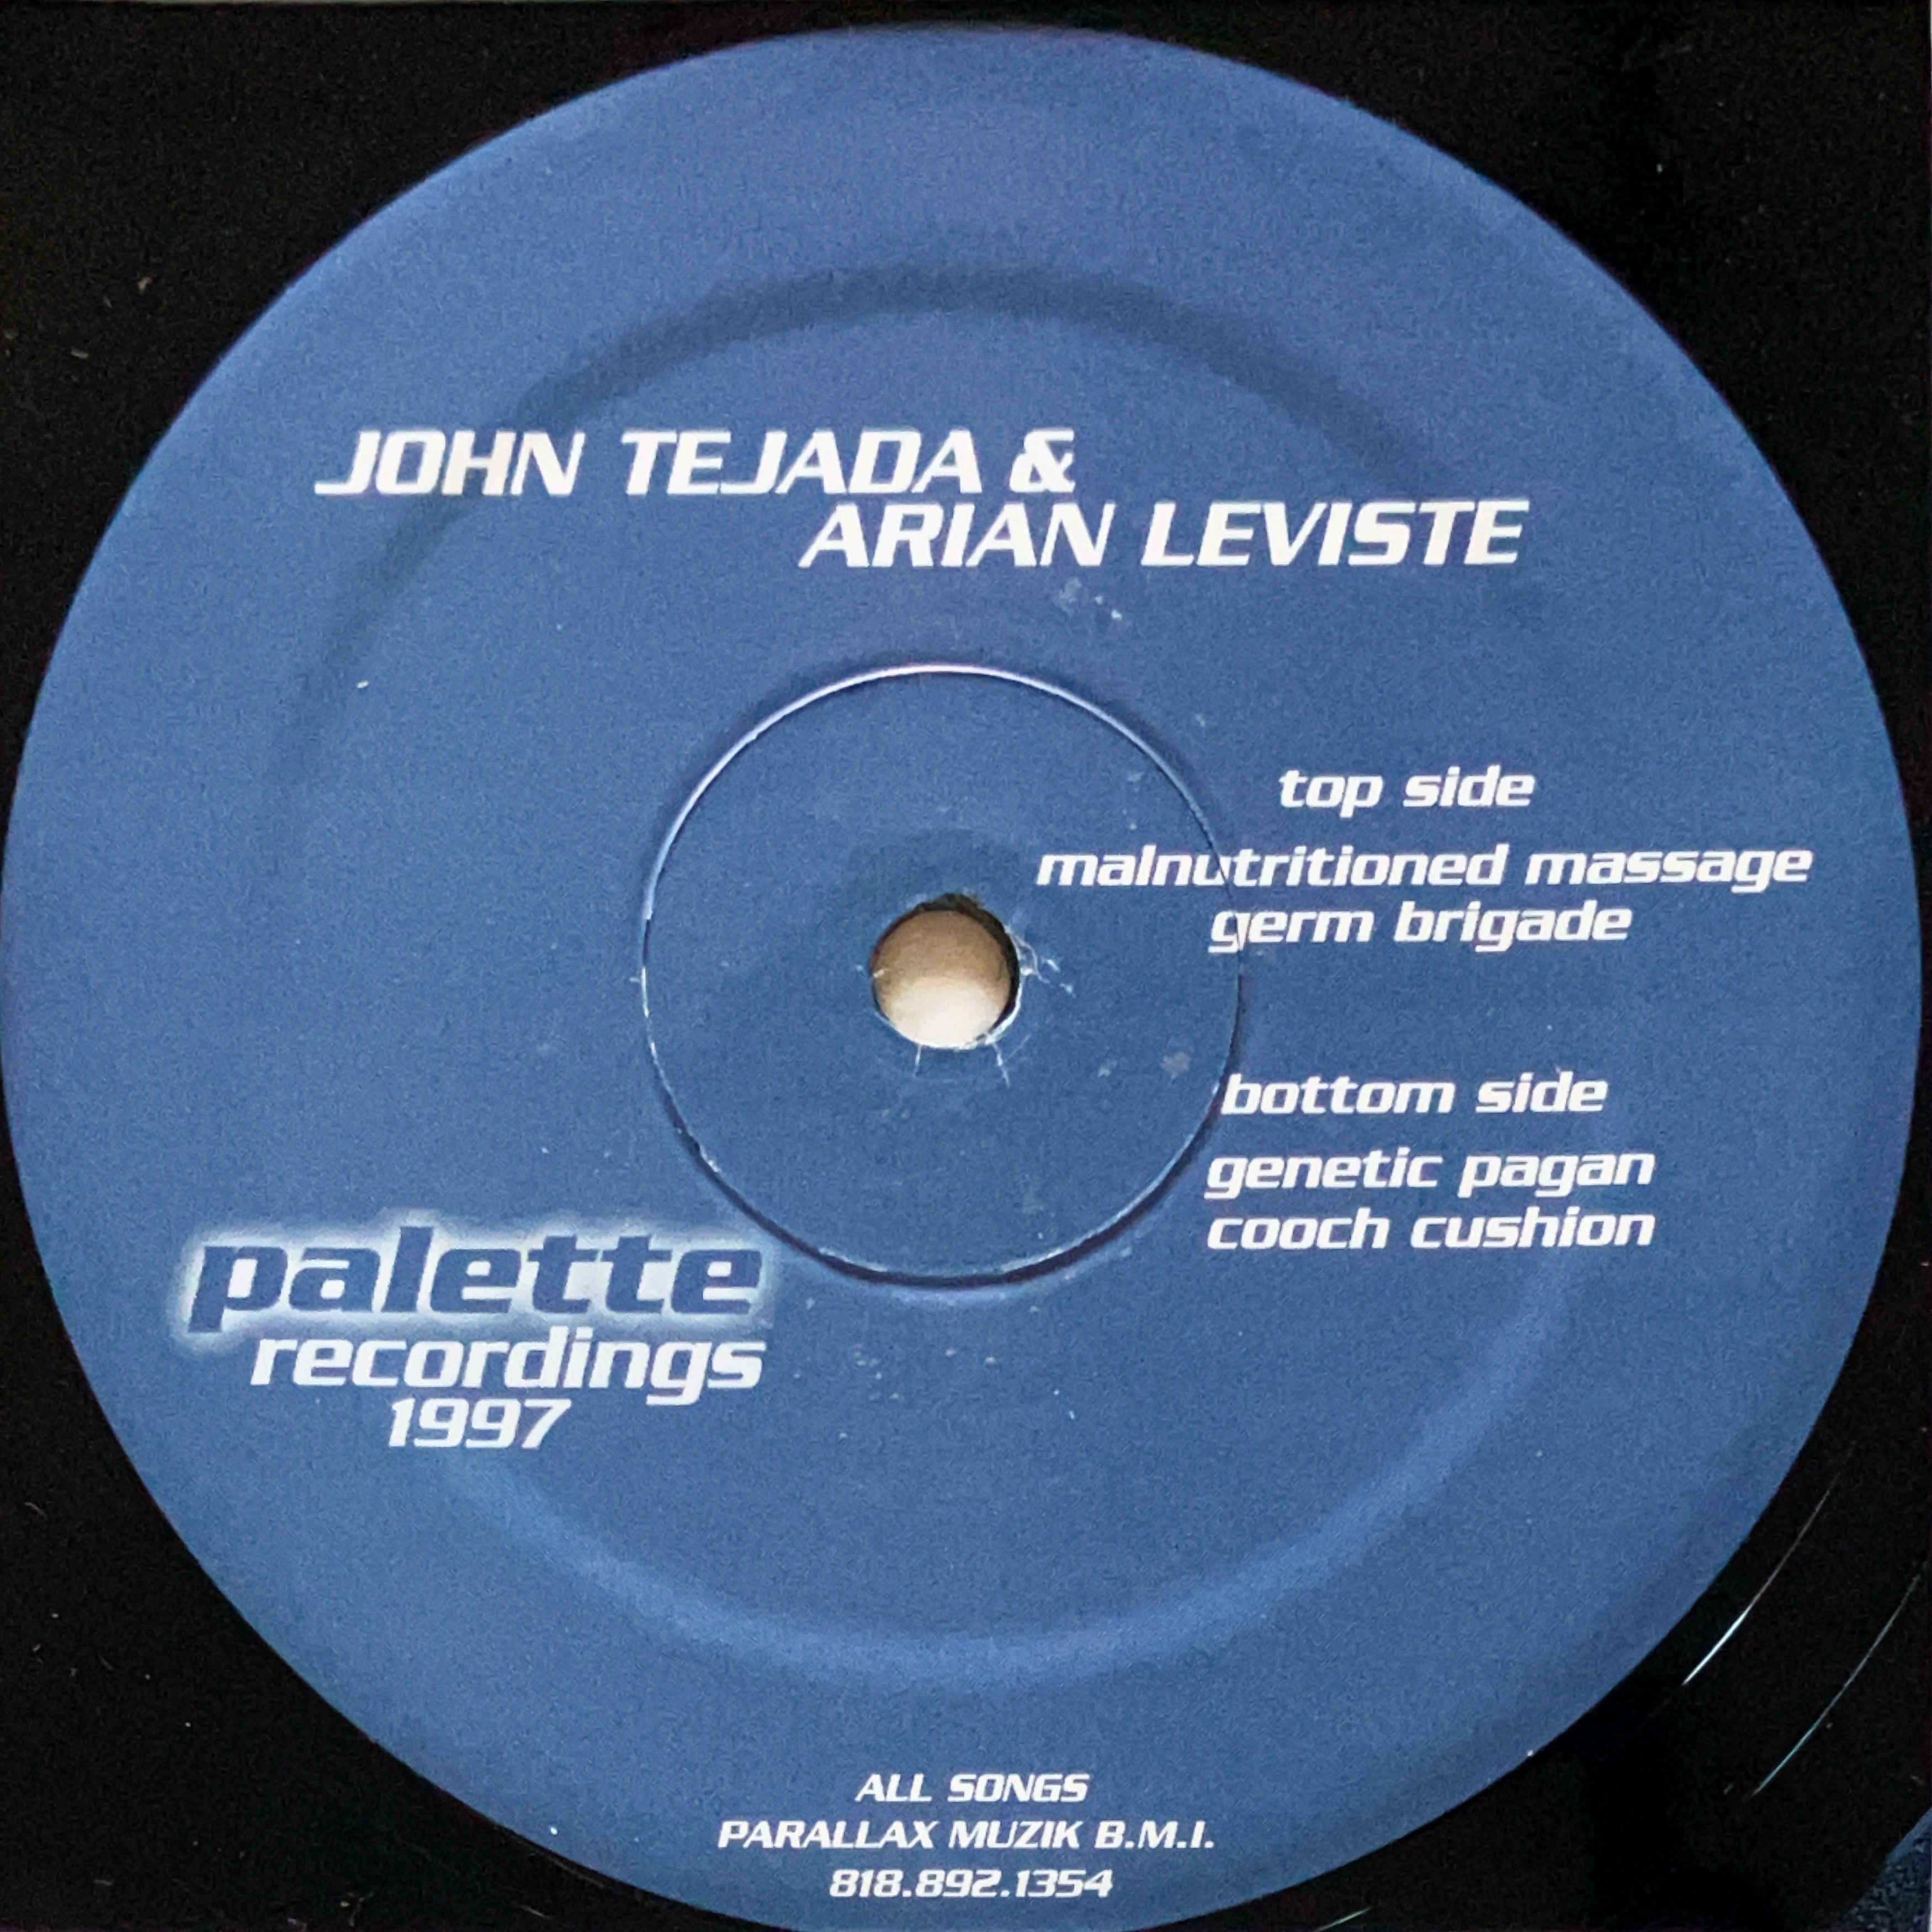 JOHN TEJADA &
ARIAN LEVISTE
top side
malnutritioned massage
germ brigade
bottom side
genetic pagan
cooch cushion
palette
recordings
1997
ALL SONGS
PARALLAX MUZIK B.M.I.
818.892.1354